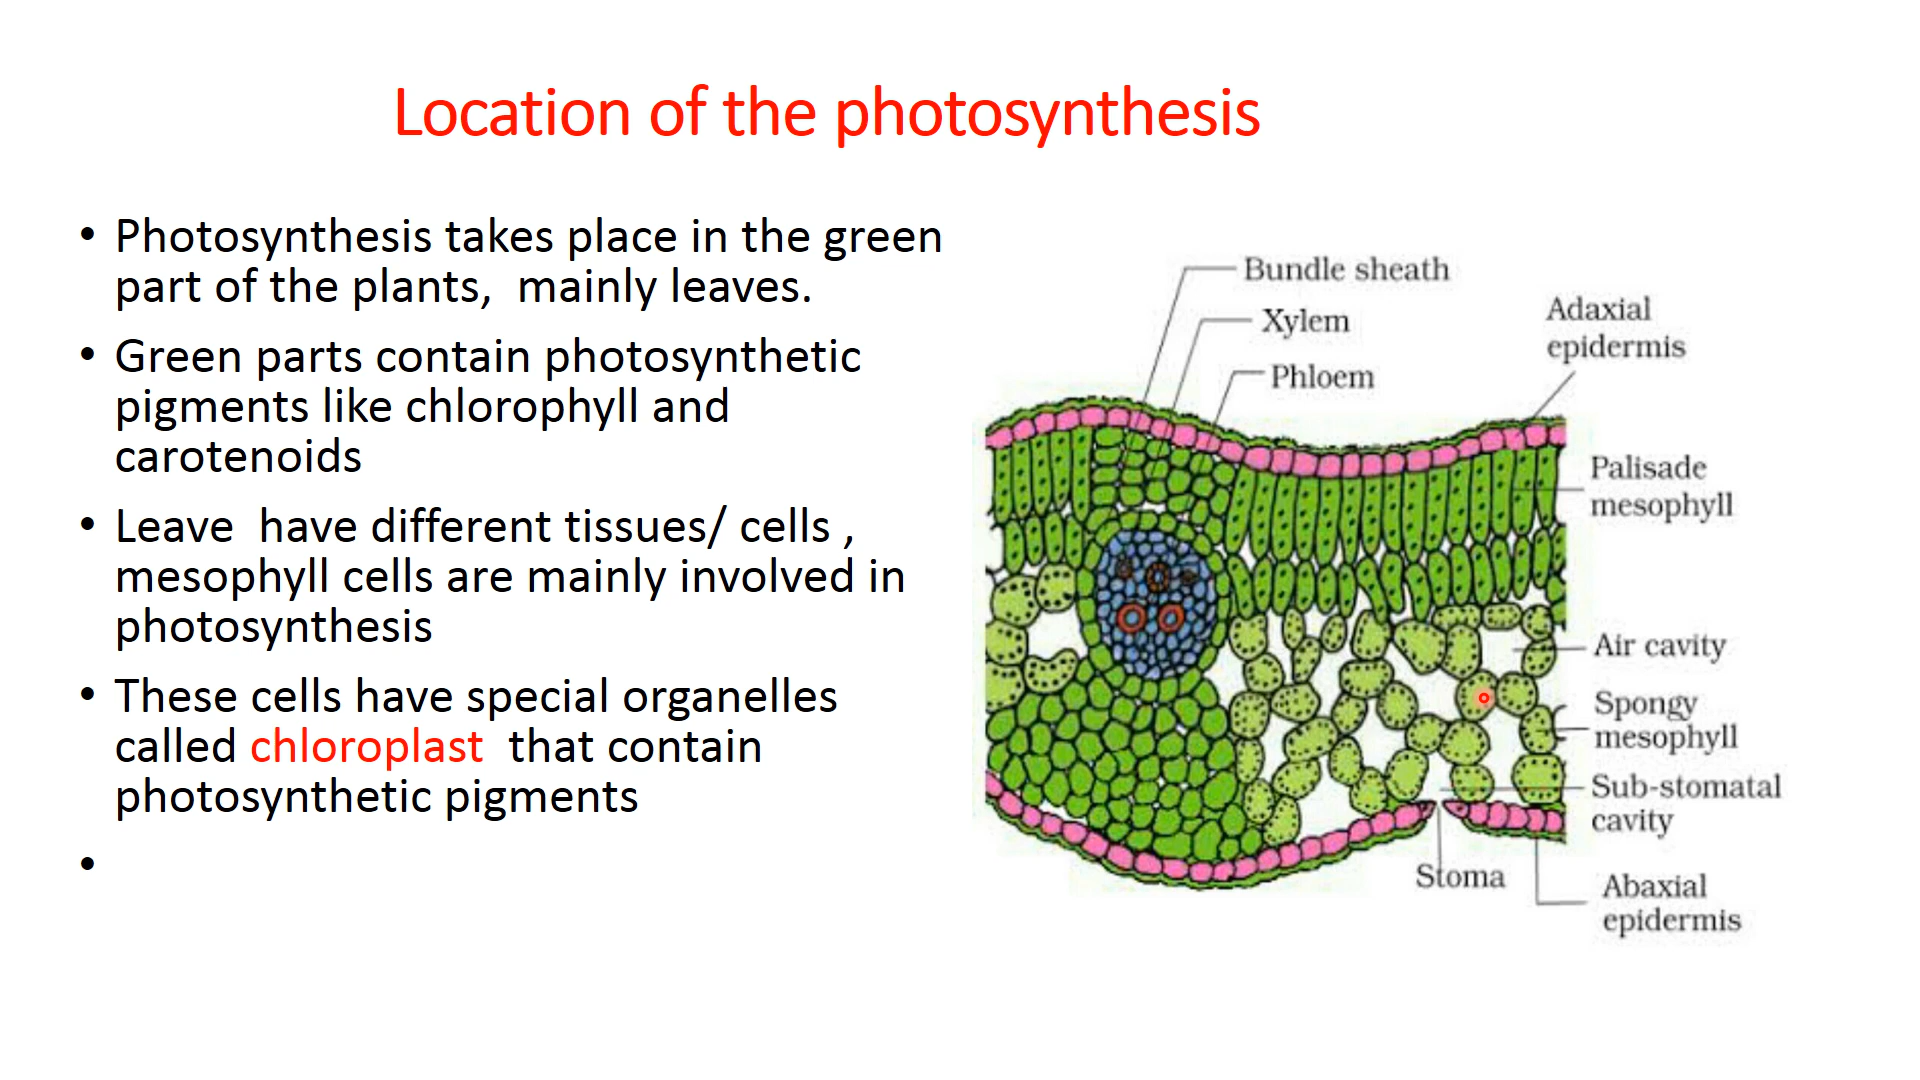 Location of the photosynthesis
• Photosynthesis takes place in the green
part of the plants,  mainly leaves.
• Green parts contain photosynthetic
pigments like chlorophyll and
carotenoids
• Leave  have different tissues/ cells ,
mesophyll cells are mainly involved in
photosynthesis
• These cells have special organelles
called chloroplast  that contain
photosynthetic pigments
•
Bundle sheath
Xylem
Phloem
Adaxial
epidermis
Palisade
mesophyll
Air cavity
Spongy
mesophyll
Sub-stomatal
cavity
Stoma
Abaxial
epidermis